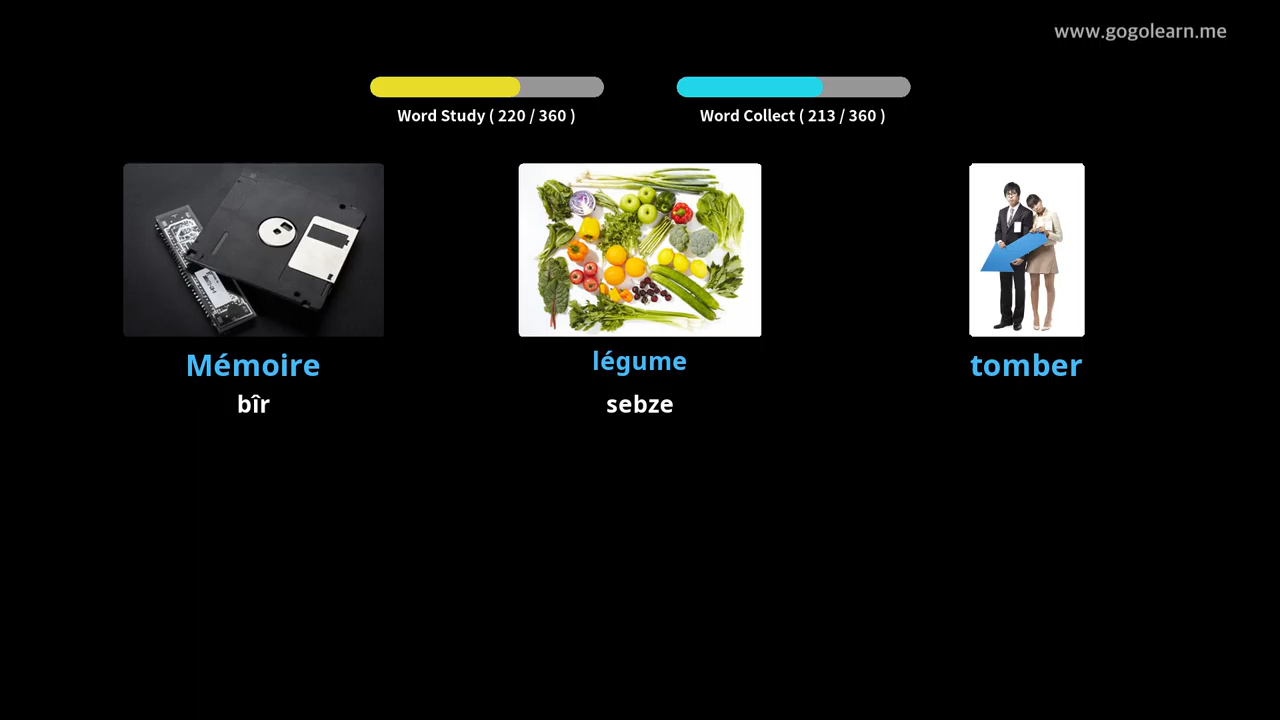 www.gogolearn.me
Word Study ( 220 / 360 )
Word Collect ( 213 / 360 )
Mémoire
bîr
légume
sebze
tomber